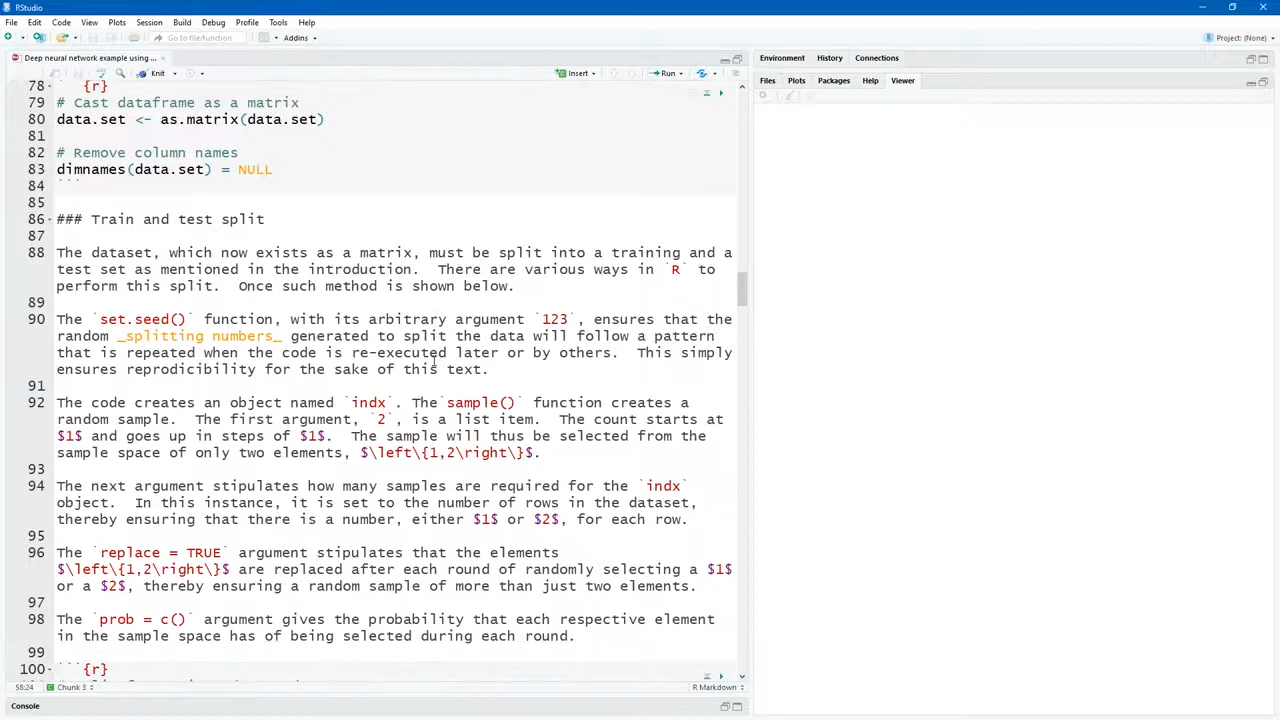 RStudio
File Edit Code View Plots Session Build Debug Profile Tools Help
Go to file/function Addins Project: (None)
Deep neural network example using ...
Knit Insert Run
78 ```{r}
79 # Cast dataframe as a matrix
80 data.set <- as.matrix(data.set)
81
82 # Remove column names
83 dimnames(data.set) = NULL
84 ```
85
86 ### Train and test split
87
88 The dataset, which now exists as a matrix, must be split into a training and a
test set as mentioned in the introduction.  There are various ways in `R` to
perform this split.  Once such method is shown below.
89
90 The `set.seed()` function, with its arbitrary argument `123`, ensures that the
random _splitting numbers_ generated to split the data will follow a pattern
that is repeated when the code is re-executed later or by others.  This simply
ensures reprodicibility for the sake of this text.
91
92 The code creates an object named `indx`. The`sample()` function creates a
random sample.  The first argument, `2`, is a list item.  The count starts at
$1$ and goes up in steps of $1$.  The sample will thus be selected from the
sample space of only two elements, $\left\{1,2\right\}$.
93
94 The next argument stipulates how many samples are required for the `indx`
object.  In this instance, it is set to the number of rows in the dataset,
thereby ensuring that there is a number, either $1$ or $2$, for each row.
95
96 The `replace = TRUE` argument stipulates that the elements
$\left\{1,2\right\}$ are replaced after each round of randomly selecting a $1$
or a $2$, thereby ensuring a random sample of more than just two elements.
97
98 The `prob = c()` argument gives the probability that each respective element
in the sample space has of being selected during each round.
99
100 ```{r}
58:24 Chunk 3 R Markdown
Console
Environment History Connections
Files Plots Packages Help Viewer